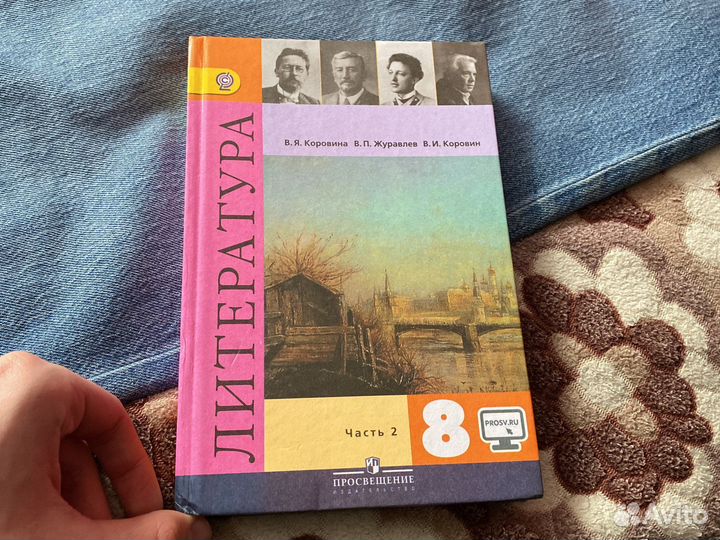 ЛИТЕРАТУРА
В. Я. Коровина В. П. Журавлев В. И. Коровин
Часть 2
8
PROSV.RU
ПРОСВЕЩЕНИЕ
ИЗДАТЕЛЬСТВО
Avito